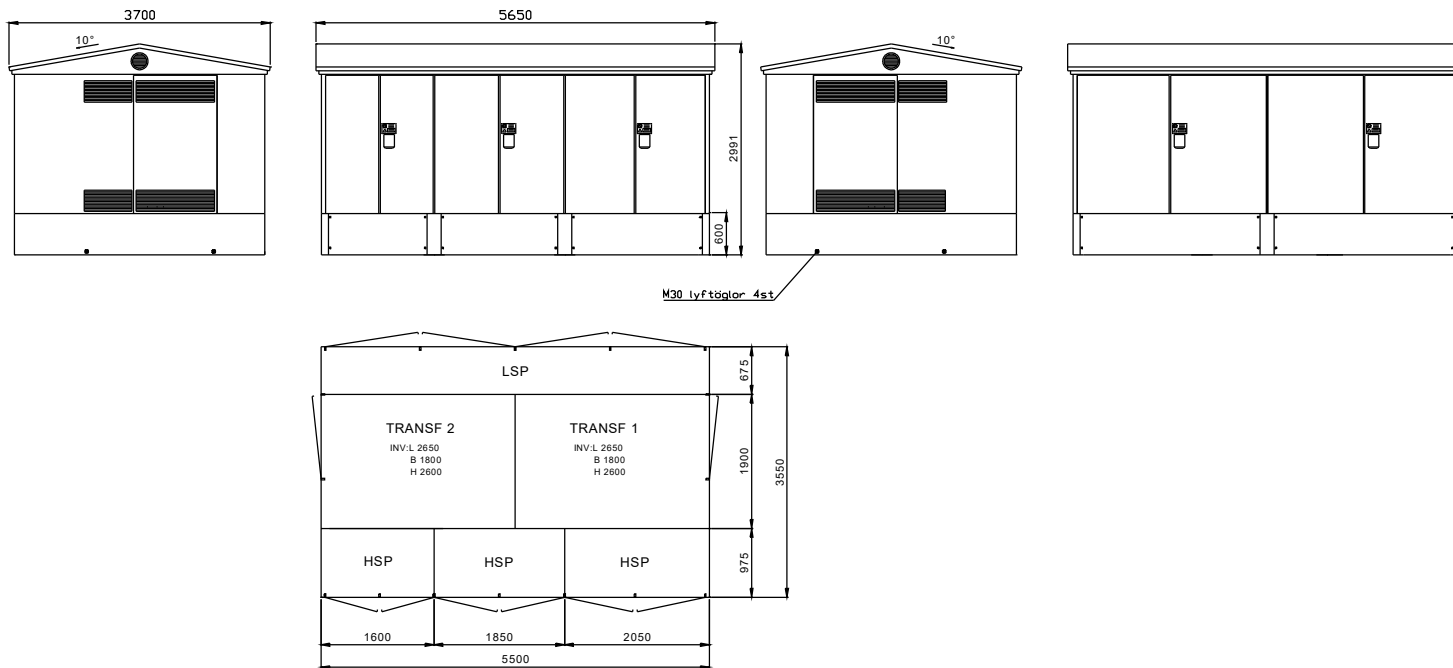 3700
5650
10°
10°
2991
600
M30 lyftöglor 4st
LSP
675
TRANSF 2
INV:L 2650
B 1800
H 2600
TRANSF 1
INV:L 2650
B 1800
H 2600
1900
3550
HSP
HSP
HSP
975
1600
1850
2050
5500